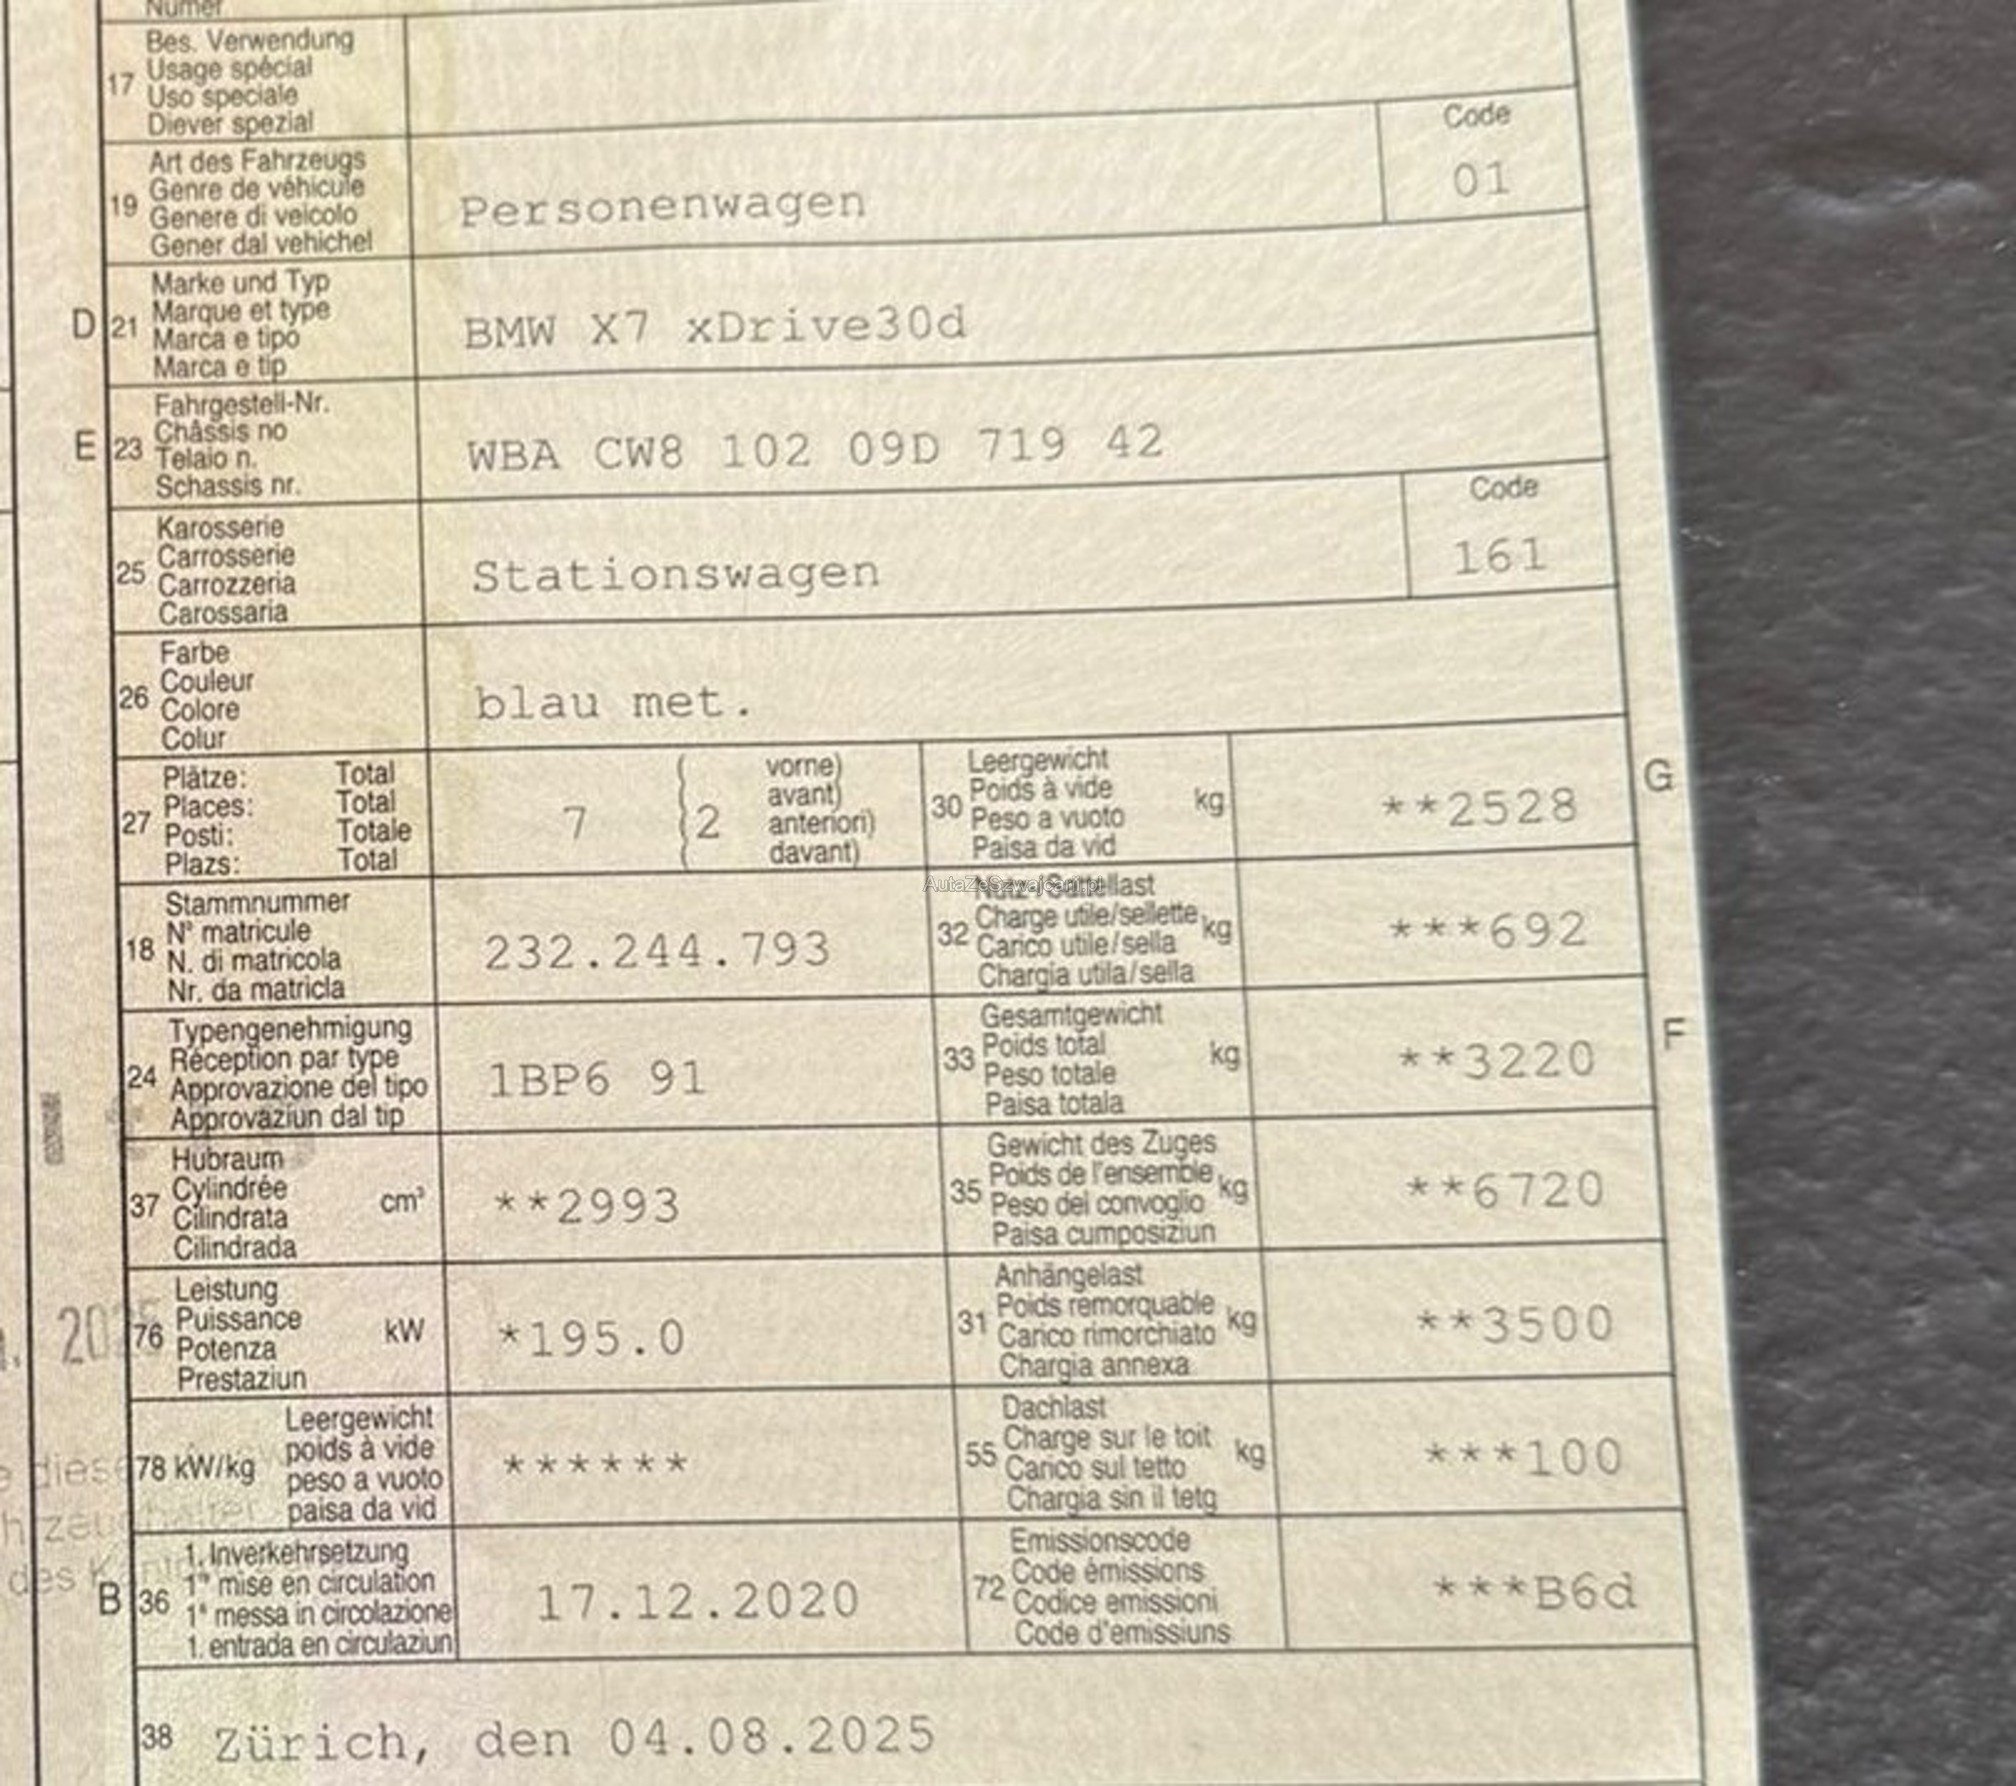 Numer
Bes. Verwendung
17 Usage spécial
Uso speciale
Diever spezial
Code
Art des Fahrzeugs
19 Genre de véhicule
Genere di veicolo
Gener dal vehichel
Personenwagen
01
Marke und Typ
D 21 Marque et type
Marca e tipo
Marca e tip
BMW X7 xDrive30d
Fahrgestell-Nr.
E 23 Châssis no
Telaio n.
Schassis nr.
WBA CW8 102 09D 719 42
Code
Karosserie
25 Carrosserie
Carrozzeria
Carossaria
Stationswagen
161
Farbe
26 Couleur
Colore
Colur
blau met.
Plätze: Total
27 Places: Total
Posti: Totale
Plazs: Total
7 2
vorne)
avant)
anteriori)
davant)
Leergewicht
30 Poids à vide kg
Peso a vuoto
Paisa da vid
**2528
G
AutaZeSzwajcarii.pl
Stammnummer
18 N° matricule
N. di matricola
Nr. da matricla
232.244.793
Nutz-/Sattellast
32 Charge utile/sellette kg
Carico utile/sella
Chargia utila/sella
***692
Typengenehmigung
24 Réception par type
Approvazione del tipo
Approvaziun dal tip
1BP6 91
Gesamtgewicht
33 Poids total kg
Peso totale
Paisa totala
**3220
F
Hubraum
37 Cylindrée cm³
Cilindrata
Cilindrada
**2993
Gewicht des Zuges
35 Poids de l'ensemble kg
Peso del convoglio
Paisa cumposiziun
**6720
Leistung
76 Puissance kW
Potenza
Prestaziun
*195.0
Anhängelast
31 Poids remorquable kg
Carico rimorchiato
Chargia annexa
**3500
Leergewicht
78 kW/kg poids à vide
peso a vuoto
paisa da vid
******
Dachlast
55 Charge sur le toit kg
Carico sul tetto
Chargia sin il tetg
***100
1. Inverkehrsetzung
B 36 1re mise en circulation
1a messa in circolazione
1. entrada en circulaziun
17.12.2020
Emissionscode
72 Code émissions
Codice emissioni
Code d'emissiuns
***B6d
38 Zürich, den 04.08.2025